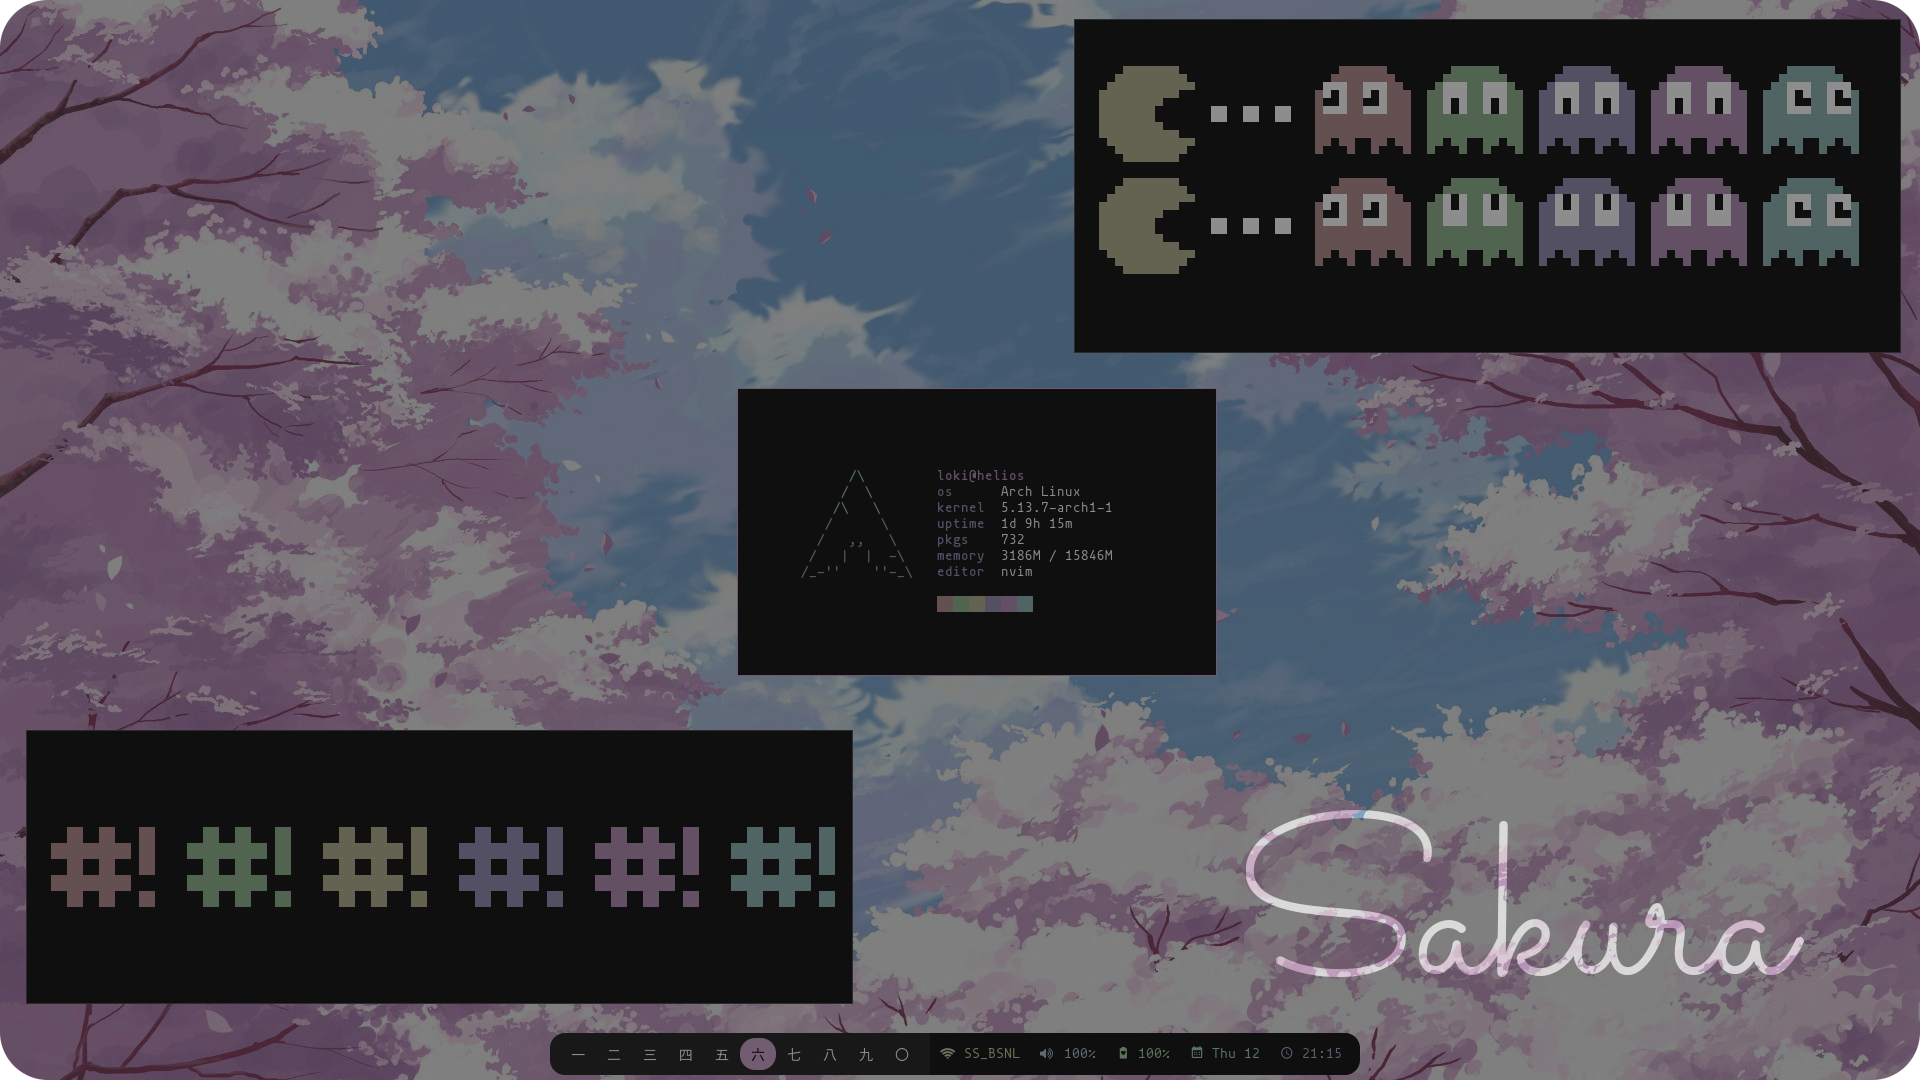 loki@helios
os Arch Linux
kernel 5.13.7-arch1-1
uptime 1d 9h 15m
pkgs 732
memory 3186M / 15846M
editor nvim
#! #! #! #! #! #!
Sakura
一 二 三 四 五 六 七 八 九 〇 SS_BSNL 100% 100% Thu 12 21:15